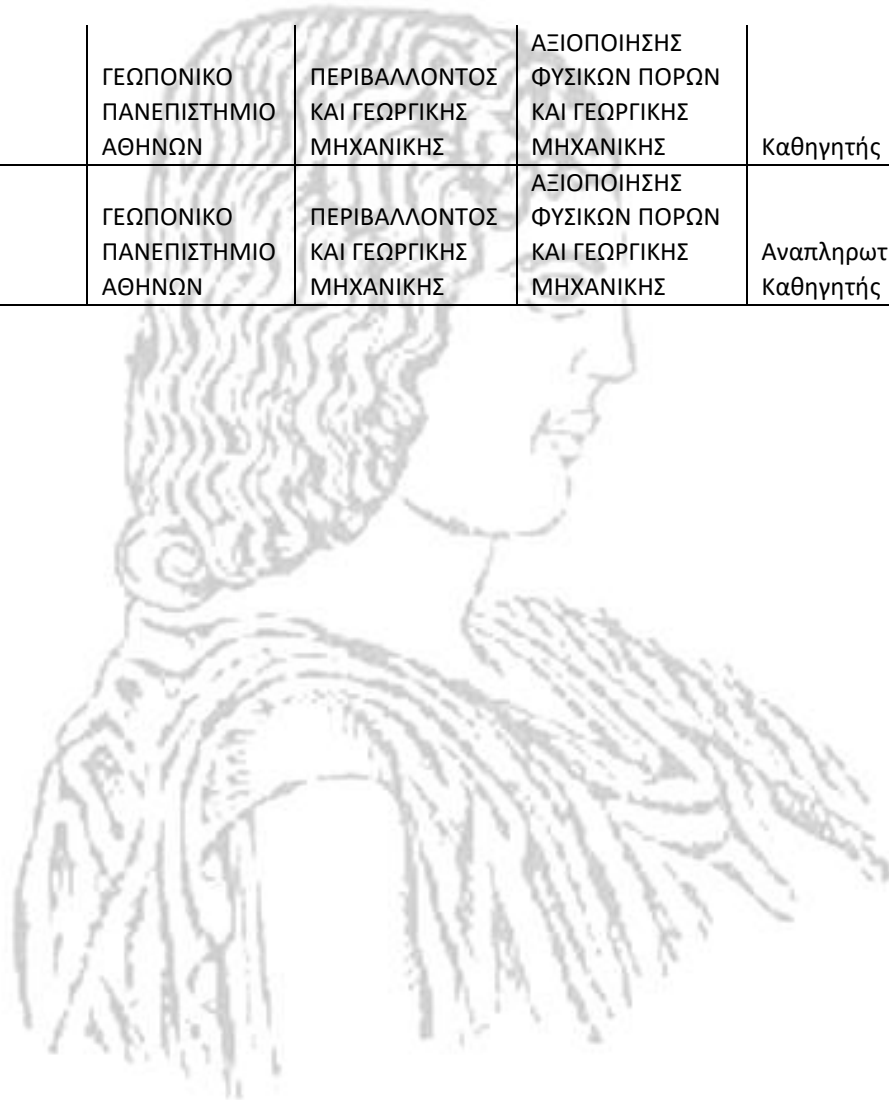 ΑΞΙΟΠΟΙΗΣΗΣ
ΓΕΩΠΟΝΙΚΟ ΠΕΡΙΒΑΛΛΟΝΤΟΣ ΦΥΣΙΚΩΝ ΠΟΡΩΝ
ΠΑΝΕΠΙΣΤΗΜΙΟ ΚΑΙ ΓΕΩΡΓΙΚΗΣ ΚΑΙ ΓΕΩΡΓΙΚΗΣ
ΑΘΗΝΩΝ ΜΗΧΑΝΙΚΗΣ ΜΗΧΑΝΙΚΗΣ Καθηγητής
ΑΞΙΟΠΟΙΗΣΗΣ
ΓΕΩΠΟΝΙΚΟ ΠΕΡΙΒΑΛΛΟΝΤΟΣ ΦΥΣΙΚΩΝ ΠΟΡΩΝ
ΠΑΝΕΠΙΣΤΗΜΙΟ ΚΑΙ ΓΕΩΡΓΙΚΗΣ ΚΑΙ ΓΕΩΡΓΙΚΗΣ Αναπληρωτ
ΑΘΗΝΩΝ ΜΗΧΑΝΙΚΗΣ ΜΗΧΑΝΙΚΗΣ Καθηγητής